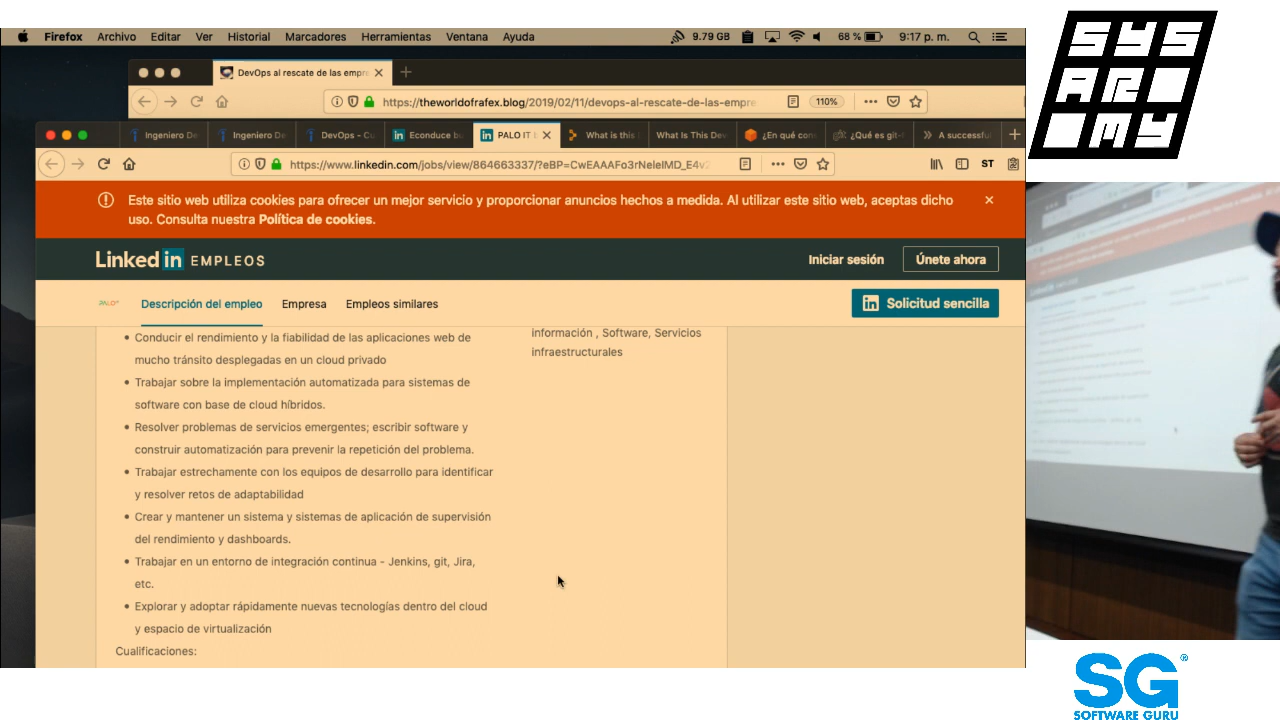 Firefox Archivo Editar Ver Historial Marcadores Herramientas Ventana Ayuda 9.79 GB 68 % 9:17 p. m.
DevOps al rescate de las empre
https://theworldofrafex.blog/2019/02/11/devops-al-rescate-de-las-empre 110%
Ingeniero De Ingeniero De DevOps - Cu Econduce bu PALO IT b What is this What Is This Dev ¿En qué con ¿Qué es git- A successfu
https://www.linkedin.com/jobs/view/864663337/?eBP=CwEAAAFo3rNeleIMD_E4v2 ST
Este sitio web utiliza cookies para ofrecer un mejor servicio y proporcionar anuncios hechos a medida. Al utilizar este sitio web, aceptas dicho
uso. Consulta nuestra Política de cookies.
Linked in EMPLEOS Iniciar sesión Únete ahora
PALO IT Descripción del empleo Empresa Empleos similares in Solicitud sencilla
• Conducir el rendimiento y la fiabilidad de las aplicaciones web de
mucho tránsito desplegadas en un cloud privado
• Trabajar sobre la implementación automatizada para sistemas de
software con base de cloud híbridos.
• Resolver problemas de servicios emergentes; escribir software y
construir automatización para prevenir la repetición del problema.
• Trabajar estrechamente con los equipos de desarrollo para identificar
y resolver retos de adaptabilidad
• Crear y mantener un sistema y sistemas de aplicación de supervisión
del rendimiento y dashboards.
• Trabajar en un entorno de integración continua - Jenkins, git, Jira,
etc.
• Explorar y adoptar rápidamente nuevas tecnologías dentro del cloud
y espacio de virtualización
Cualificaciones:
información , Software, Servicios
infraestructurales
SYS
AR
MY
SG®
SOFTWARE GURU